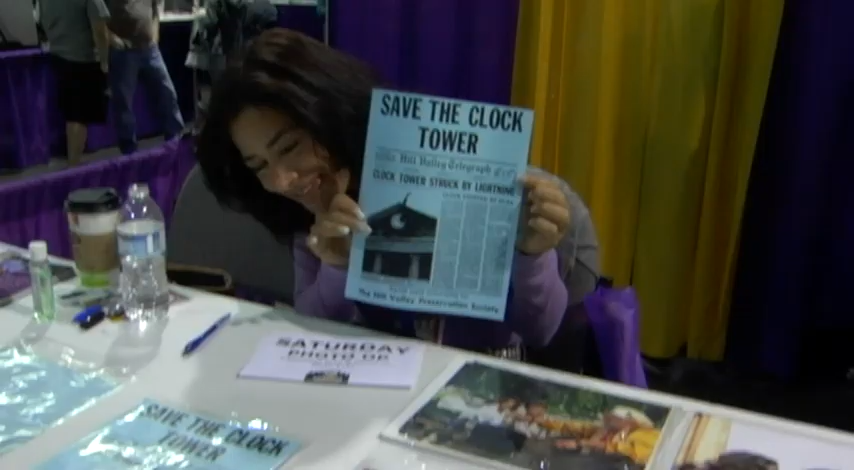 SAVE THE CLOCK
TOWER
Hill Valley Telegraph
CLOCK TOWER STRUCK BY LIGHTNING
The Hill Valley Preservation Society
SATURDAY
PHOTO OP
SAVE THE CLOCK
TOWER